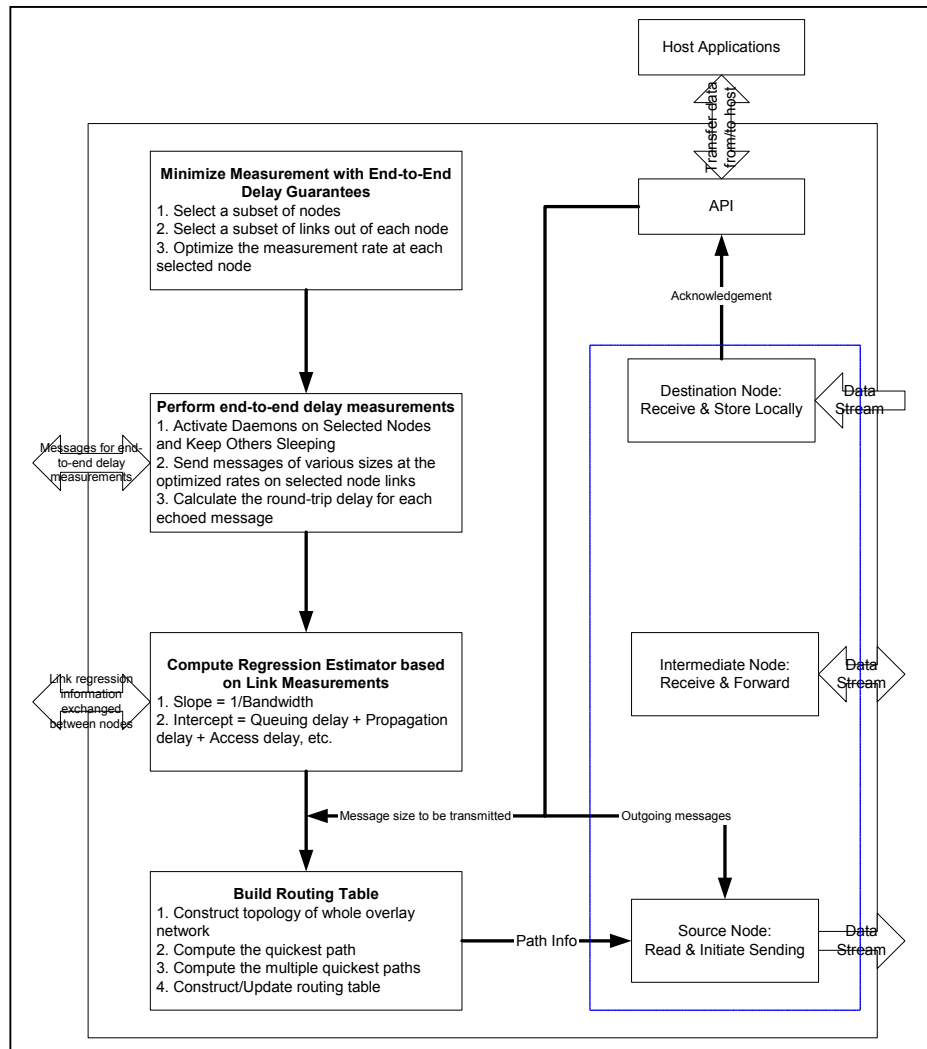 Host Applications
Transfer data
from/to host
Minimize Measurement with End-to-End
Delay Guarantees
1. Select a subset of nodes
2. Select a subset of links out of each node
3. Optimize the measurement rate at each
selected node
API
Acknowledgement
Destination Node:
Receive & Store Locally
Data
Stream
Perform end-to-end delay measurements
1. Activate Daemons on Selected Nodes
and Keep Others Sleeping
2. Send messages of various sizes at the
optimized rates on selected node links
3. Calculate the round-trip delay for each
echoed message
Messages for end-
to-end delay
measurements
Compute Regression Estimator based
on Link Measurements
1. Slope = 1/Bandwidth
2. Intercept = Queuing delay + Propagation
delay + Access delay, etc.
Link regression
information
exchanged
between nodes
Intermediate Node:
Receive & Forward
Data
Stream
Message size to be transmitted
Outgoing messages
Build Routing Table
1. Construct topology of whole overlay
network
2. Compute the quickest path
3. Compute the multiple quickest paths
4. Construct/Update routing table
Path Info
Source Node:
Read & Initiate Sending
Data
Stream